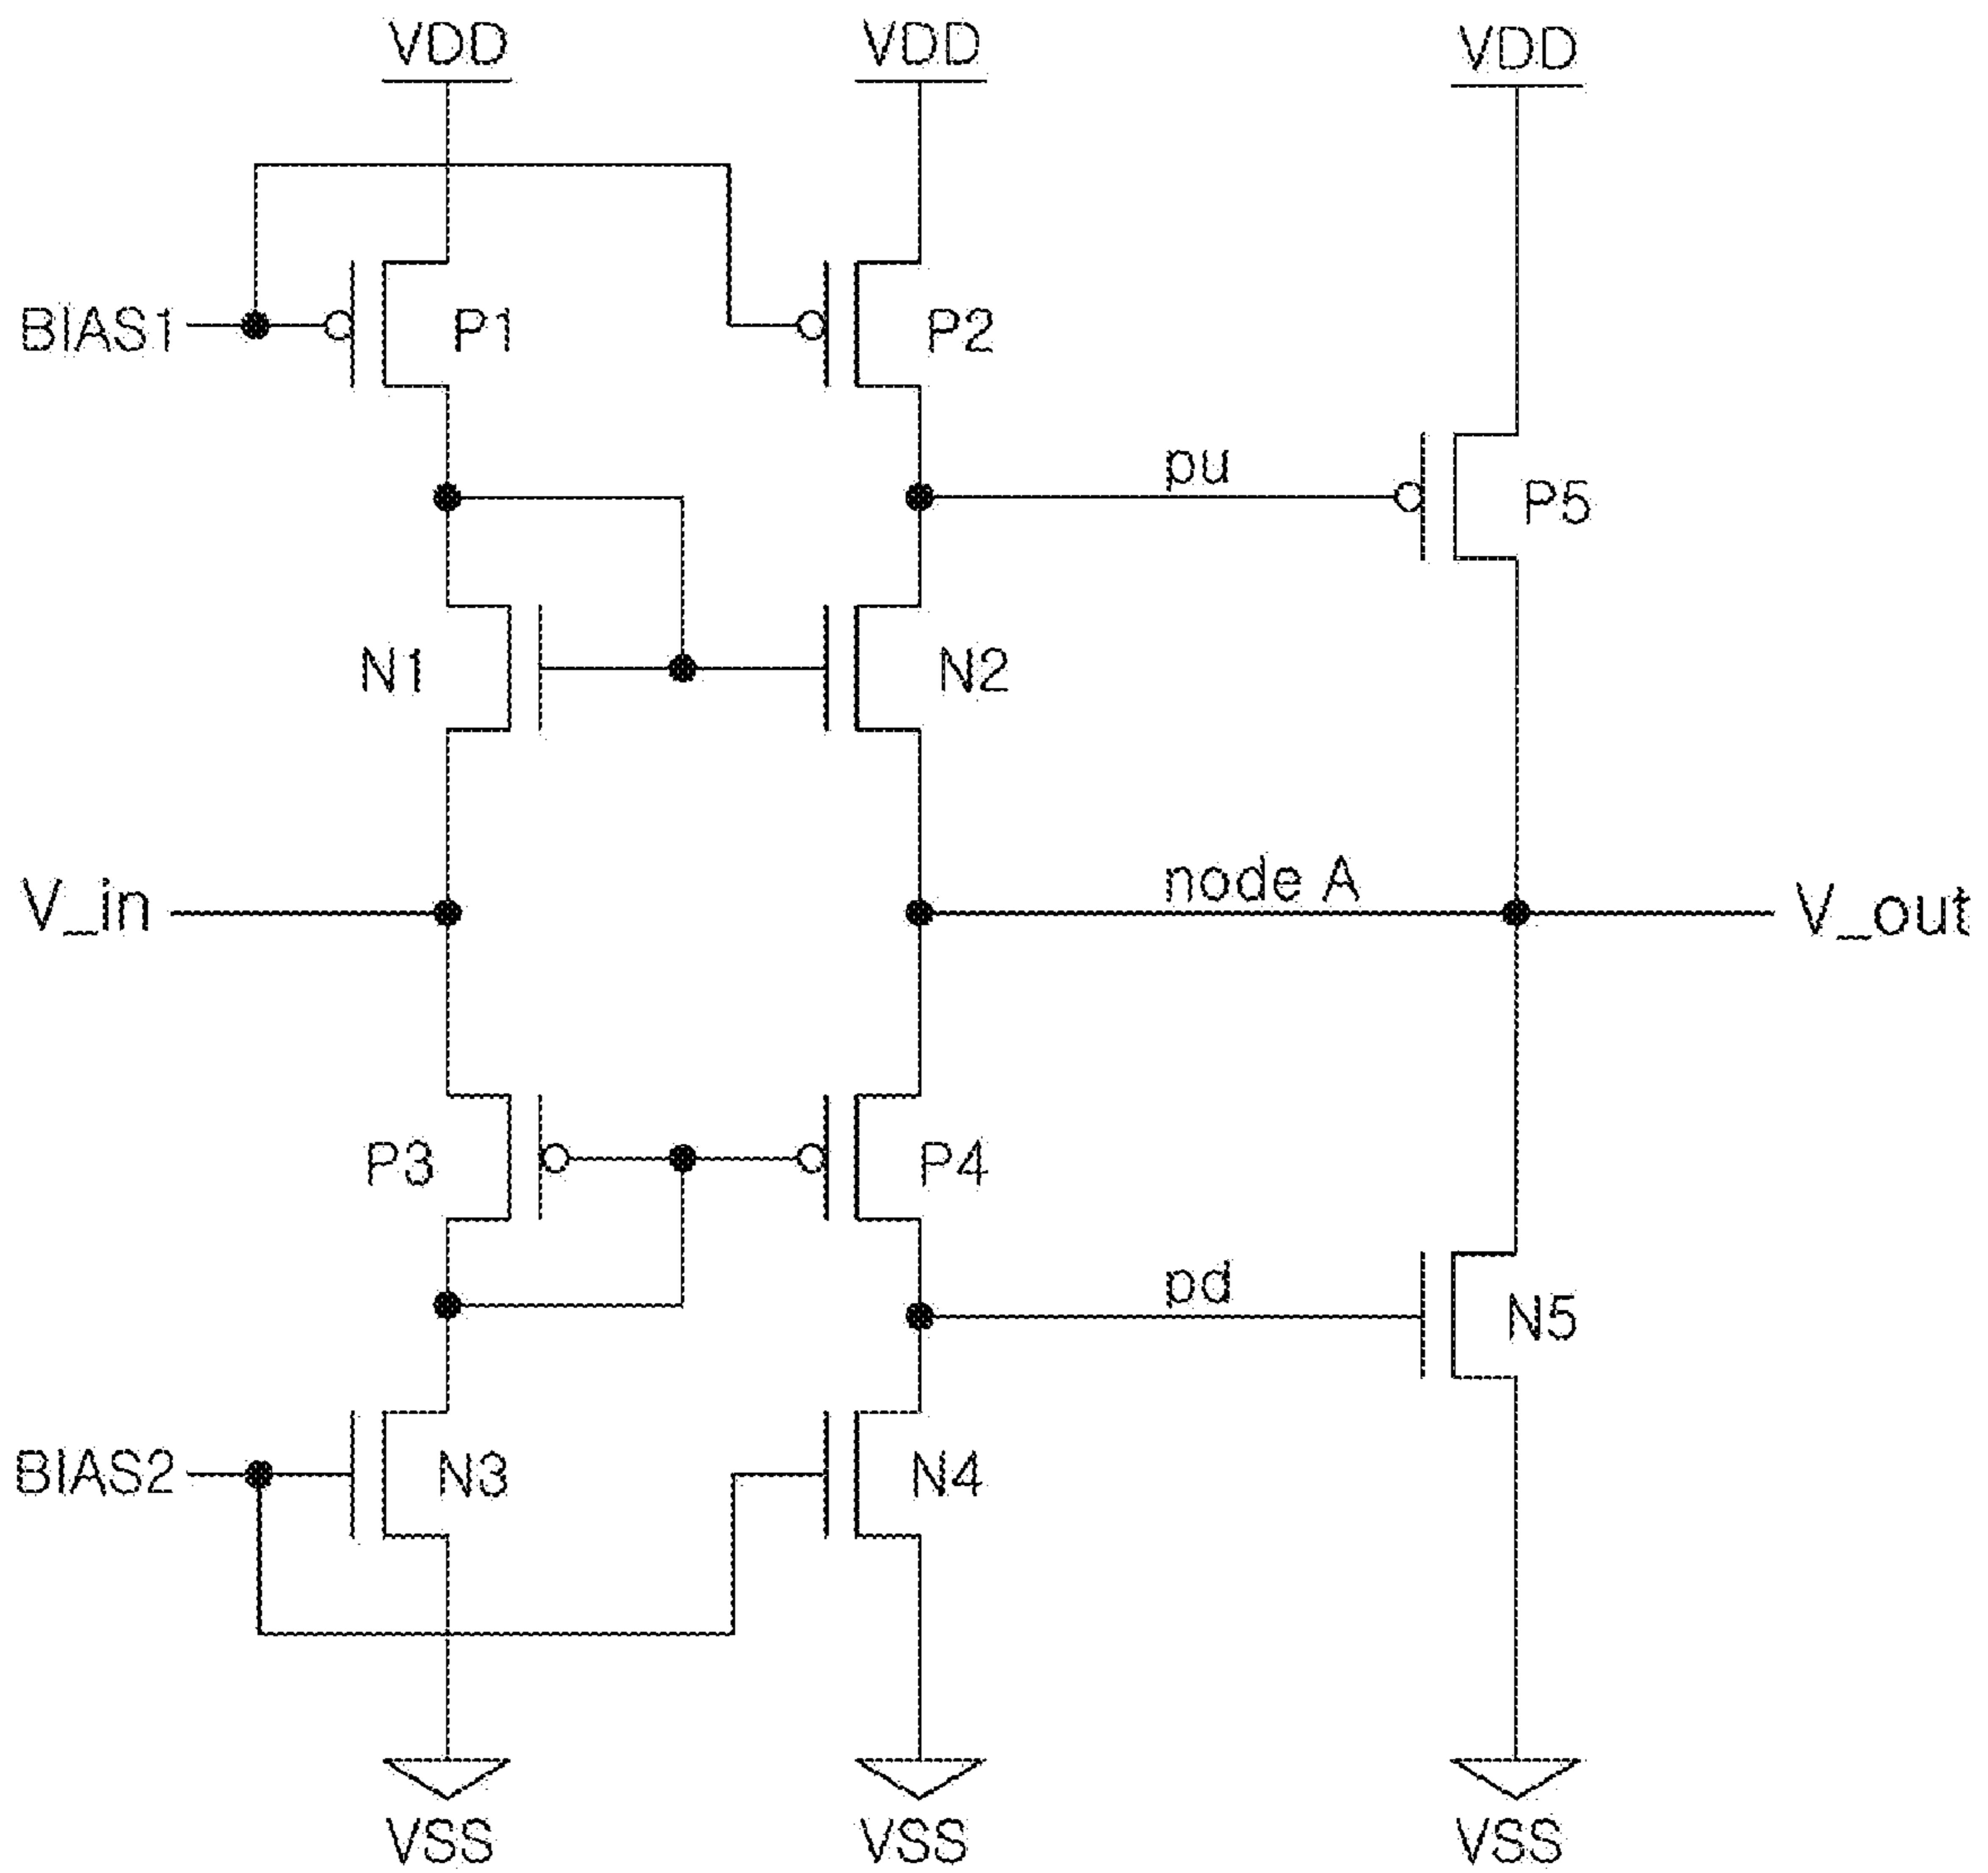 VDD VDD VDD
BIAS1 P1 P2
pu P5
N1 N2
V_in node A V_out
P3 P4
pd N5
BIAS2 N3 N4
VSS VSS VSS